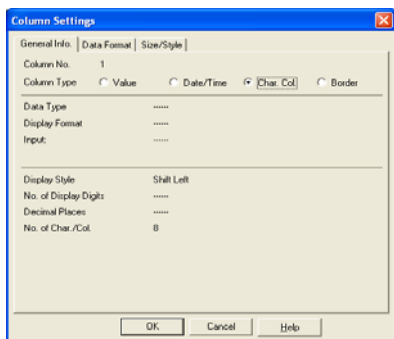 Column Settings
General Info. Data Format Size/Style
Column No. 1
Column Type Value Date/Time Char. Col. Border
Data Type ------
Display Format ------
Input: ------
Display Style Shift Left
No. of Display Digits ------
Decimal Places ------
No. of Char./Col. 8
OK Cancel Help